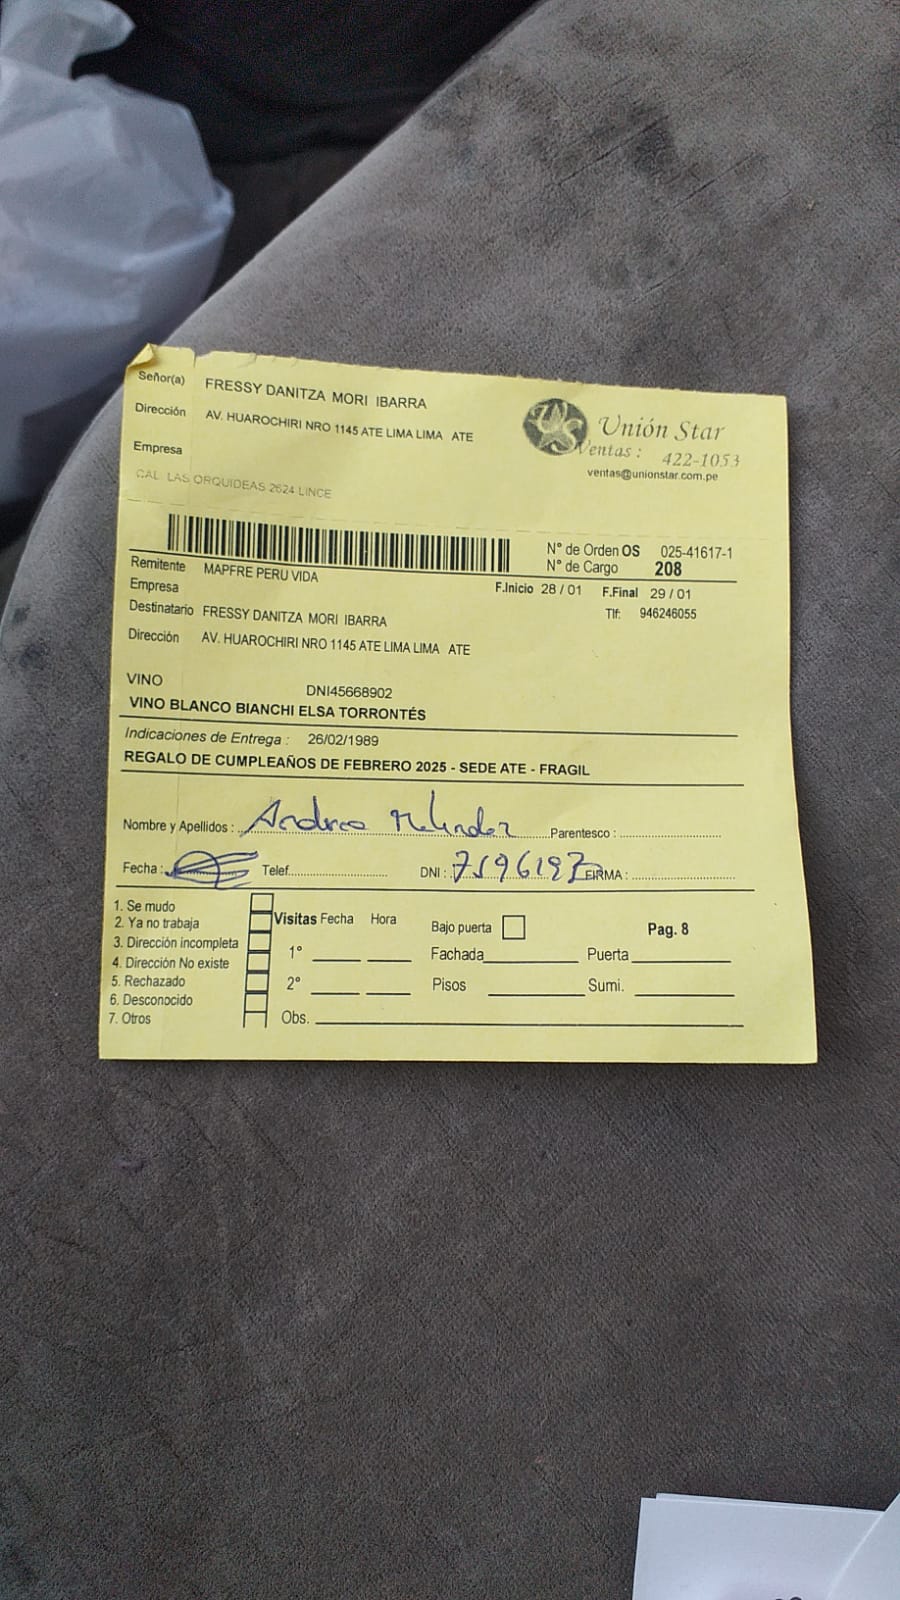 Señor(a) FRESSY DANITZA MORI IBARRA
Dirección AV. HUAROCHIRI NRO 1145 ATE LIMA LIMA ATE
Empresa
CAL. LAS ORQUIDEAS 2624 LINCE
Unión Star
Ventas : 422-1053
ventas@unionstar.com.pe
N° de Orden OS 025-41617-1
N° de Cargo 208
Remitente MAPFRE PERU VIDA
F.Inicio 28 / 01 F.Final 29 / 01
Empresa
Tlf: 946246055
Destinatario FRESSY DANITZA MORI IBARRA
Dirección AV. HUAROCHIRI NRO 1145 ATE LIMA LIMA ATE
VINO DNI45668902
VINO BLANCO BIANCHI ELSA TORRONTÉS
Indicaciones de Entrega : 26/02/1989
REGALO DE CUMPLEAÑOS DE FEBRERO 2025 - SEDE ATE - FRAGIL
Nombre y Apellidos : Andrea Parentesco :
Fecha : Telef. DNI : FIRMA :
1. Se mudo
2. Ya no trabaja
3. Dirección incompleta
4. Dirección No existe
5. Rechazado
6. Desconocido
7. Otros
Visitas Fecha Hora
1°
2°
Obs.
Bajo puerta Pag. 8
Fachada Puerta
Pisos Sumi.